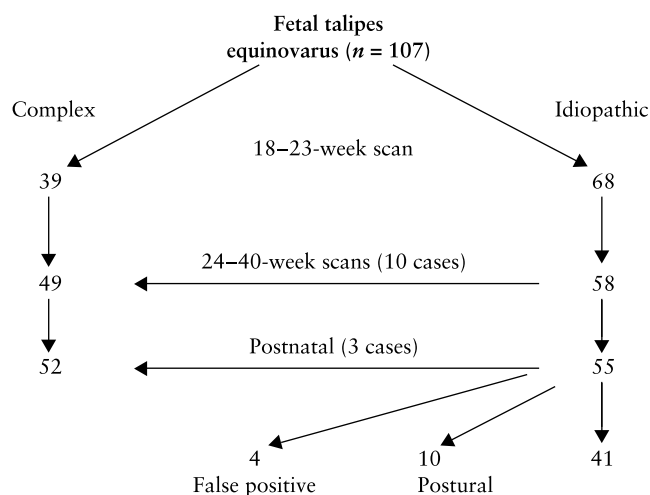 Fetal talipes
equinovarus (n = 107)
Complex
Idiopathic
18–23-week scan
39
68
24–40-week scans (10 cases)
49
58
Postnatal (3 cases)
52
55
4
10
41
False positive
Postural